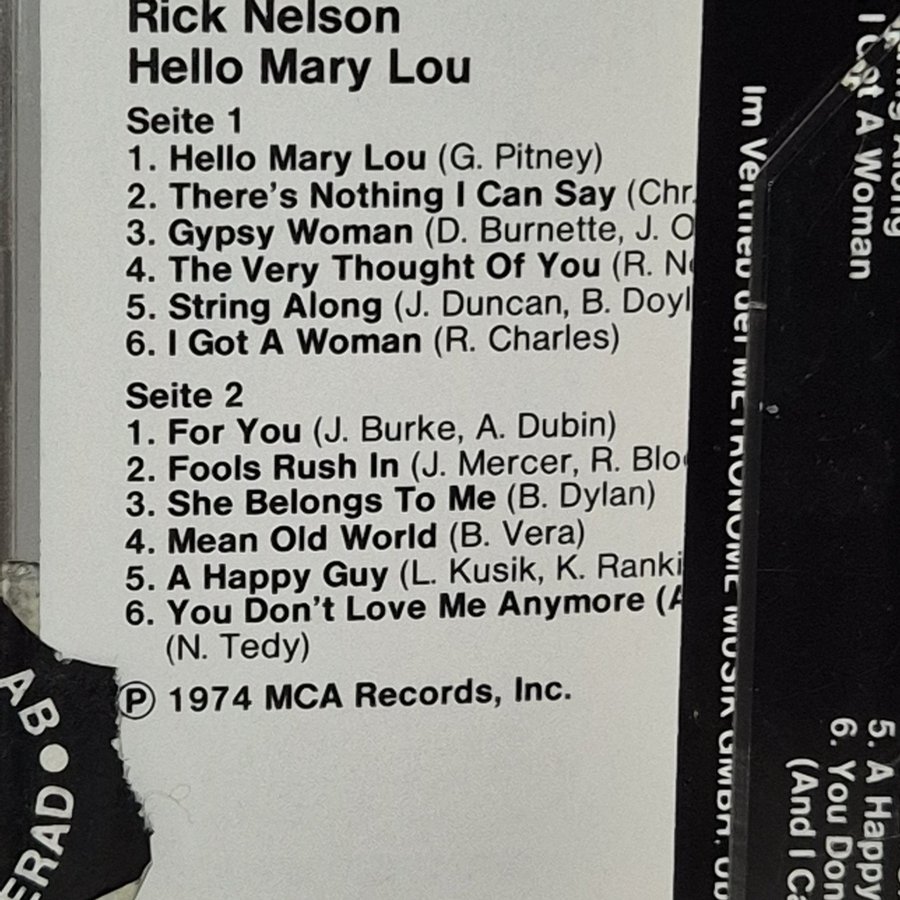 Rick Nelson
Hello Mary Lou
Seite 1
1. Hello Mary Lou (G. Pitney)
2. There's Nothing I Can Say (Chr.
3. Gypsy Woman (D. Burnette, J. O
4. The Very Thought Of You (R. N
5. String Along (J. Duncan, B. Doyl
6. I Got A Woman (R. Charles)
Seite 2
1. For You (J. Burke, A. Dubin)
2. Fools Rush In (J. Mercer, R. Blo
3. She Belongs To Me (B. Dylan)
4. Mean Old World (B. Vera)
5. A Happy Guy (L. Kusik, K. Ranki
6. You Don't Love Me Anymore (A
(N. Tedy)
℗ 1974 MCA Records, Inc.
Along
I Got A Woman
Im Vertrieb der METRONOME MUSIK GMBH.
5. A Happy
6. You Don
(And I Ca
AB
ERAD